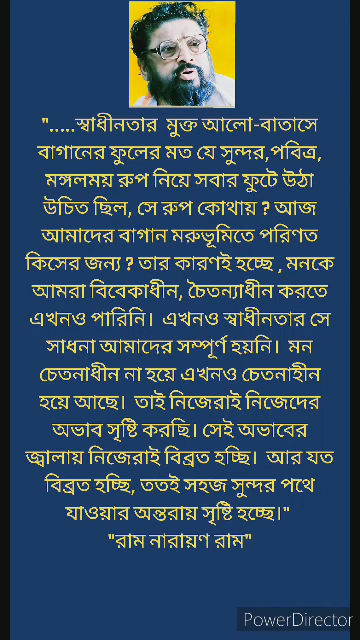 ".....স্বাধীনতার মুক্ত আলো-বাতাসে
বাগানের ফুলের মত যে সুন্দর,পবিত্র,
মঙ্গলময় রুপ নিয়ে সবার ফুটে উঠা
উচিত ছিল, সে রুপ কোথায় ? আজ
আমাদের বাগান মরুভূমিতে পরিণত
কিসের জন্য ? তার কারণই হচ্ছে , মনকে
আমরা বিবেকাধীন, চৈতন্যাধীন করতে
এখনও পারিনি। এখনও স্বাধীনতার সে
সাধনা আমাদের সম্পূর্ণ হয়নি। মন
চেতনাধীন না হয়ে এখনও চেতনাহীন
হয়ে আছে। তাই নিজেরাই নিজেদের
অভাব সৃষ্টি করছি। সেই অভাবের
জ্বালায় নিজেরাই বিব্রত হচ্ছি। আর যত
বিব্রত হচ্ছি, ততই সহজ সুন্দর পথে
যাওয়ার অন্তরায় সৃষ্টি হচ্ছে।"
"রাম নারায়ণ রাম"
PowerDirector